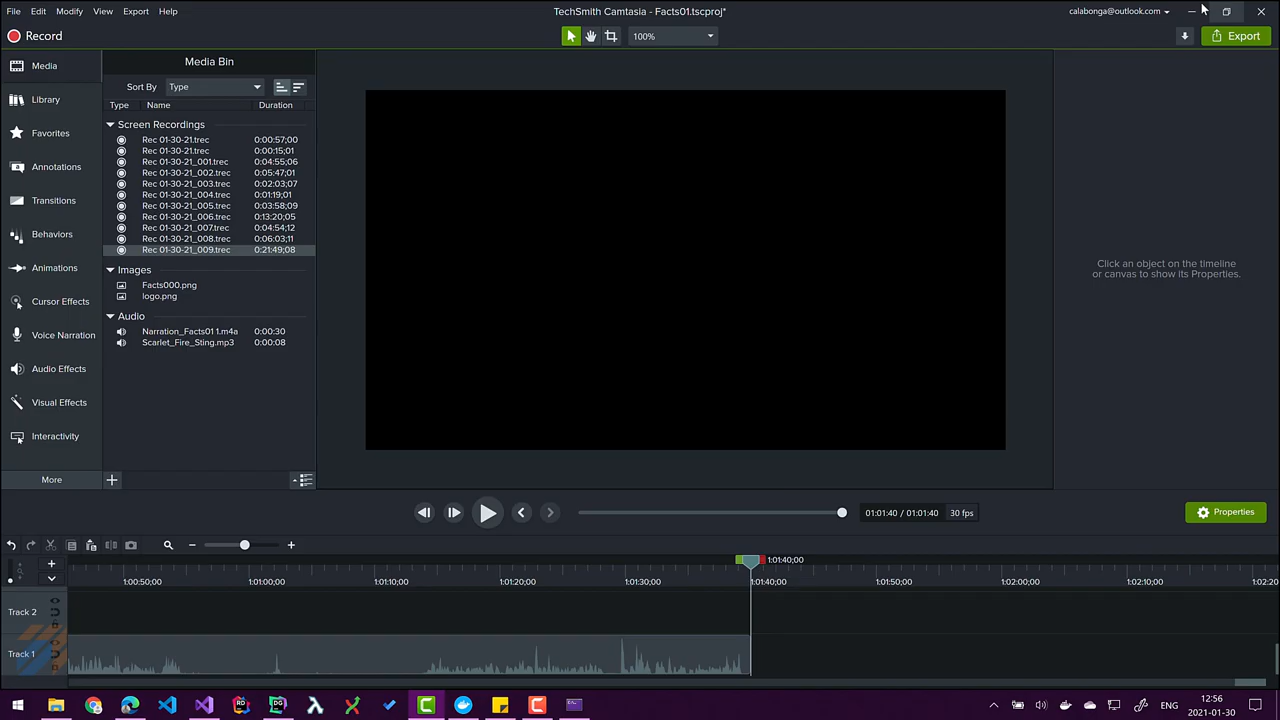 File Edit Modify View Export Help
TechSmith Camtasia - Facts01.tscproj*
calabonga@outlook.com
Record
100%
Export
Media
Library
Favorites
Annotations
Transitions
Behaviors
Animations
Cursor Effects
Voice Narration
Audio Effects
Visual Effects
Interactivity
More
Media Bin
Sort By Type
Type Name Duration
Screen Recordings
Rec 01-30-21.trec 0:00:57;00
Rec 01-30-21.trec 0:00:15;01
Rec 01-30-21_001.trec 0:04:55;06
Rec 01-30-21_002.trec 0:05:47;01
Rec 01-30-21_003.trec 0:02:03;07
Rec 01-30-21_004.trec 0:01:19;01
Rec 01-30-21_005.trec 0:03:58;09
Rec 01-30-21_006.trec 0:13:20;05
Rec 01-30-21_007.trec 0:04:54;12
Rec 01-30-21_008.trec 0:06:03;11
Rec 01-30-21_009.trec 0:21:49;08
Images
Facts000.png
logo.png
Audio
Narration_Facts01 1.m4a 0:00:30
Scarlet_Fire_Sting.mp3 0:00:08
Click an object on the timeline
or canvas to show its Properties.
01:01:40 / 01:01:40 30 fps
Properties
1:01:40;00
1:00:50;00 1:01:00;00 1:01:10;00 1:01:20;00 1:01:30;00 1:01:40;00 1:01:50;00 1:02:00;00 1:02:10;00 1:02:20
Track 2
Track 1
ENG
12:56
2021-01-30